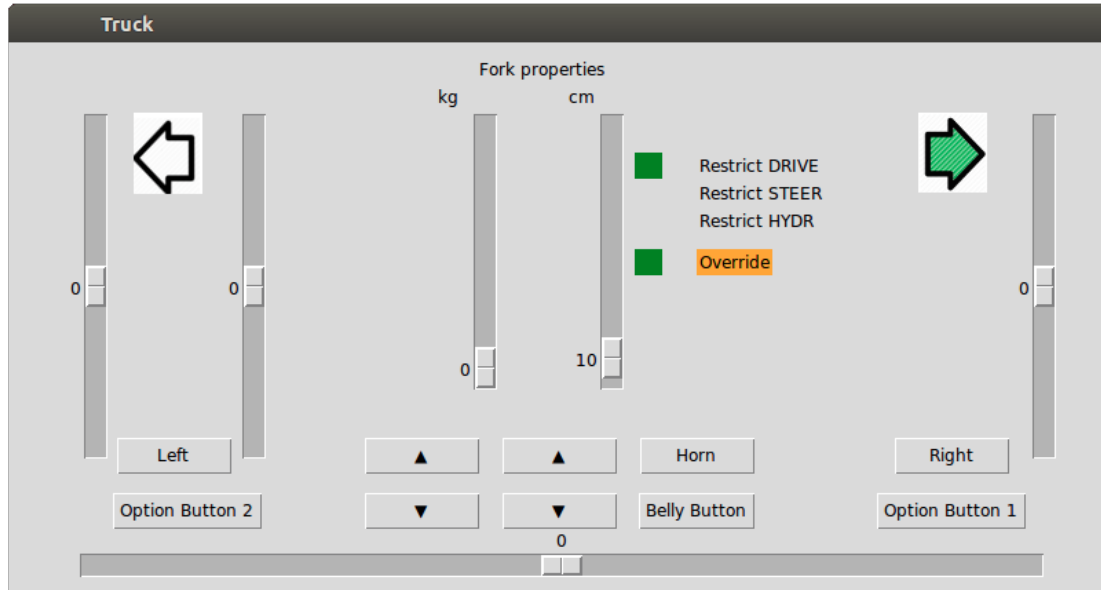 Truck
Fork properties
kg cm
Restrict DRIVE
Restrict STEER
Restrict HYDR
Override
0 0 0
0 10
Left ▲ ▲ Horn Right
Option Button 2 ▼ ▼ Belly Button Option Button 1
0